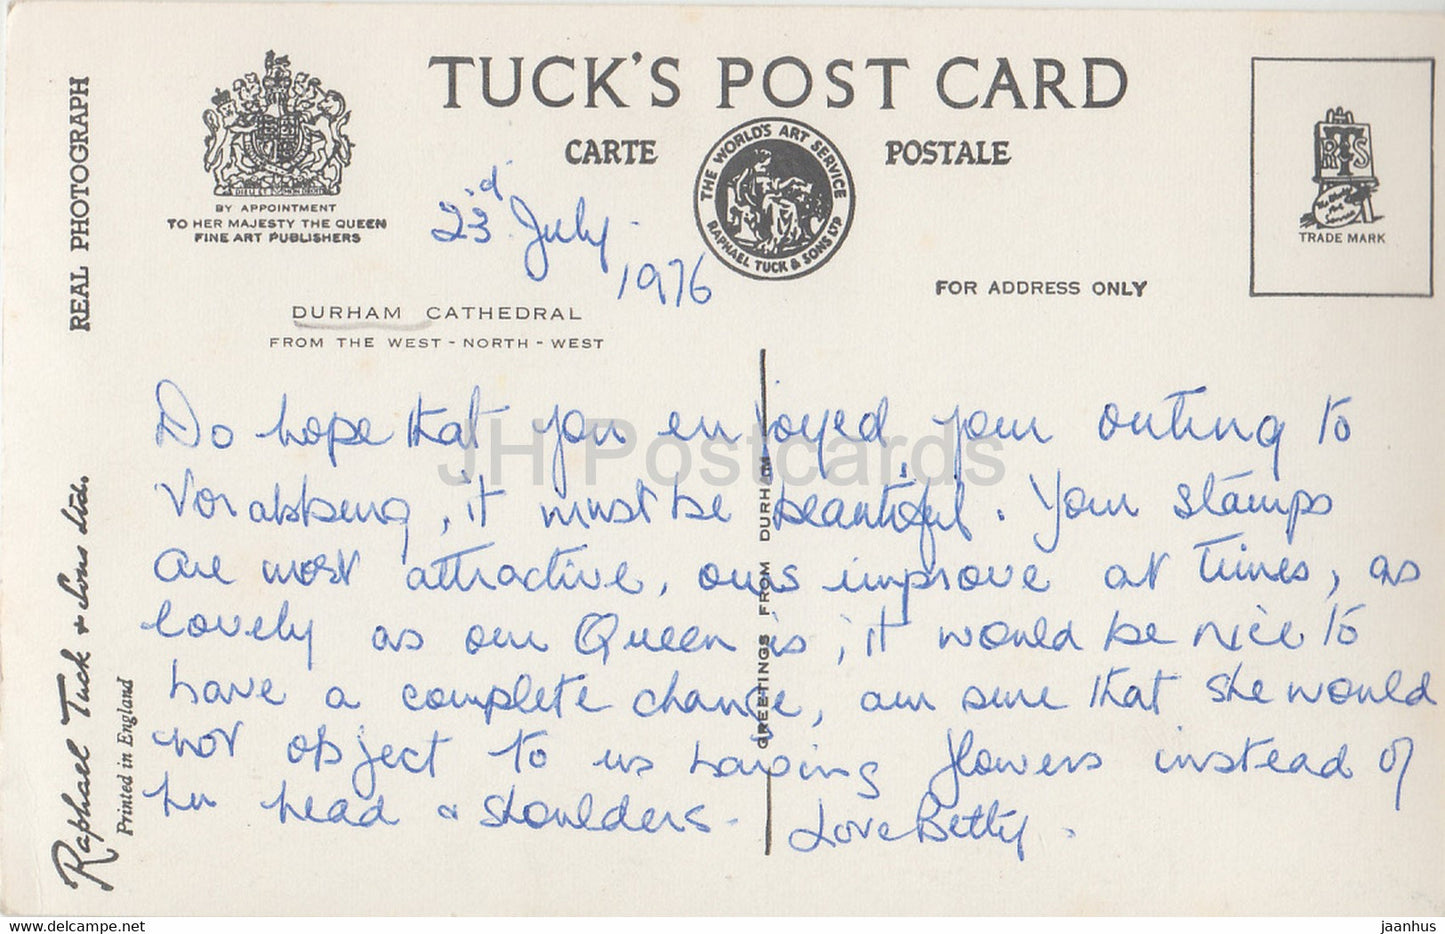 TUCK'S POST CARD
CARTE POSTALE
THE WORLD'S ART SERVICE
RAPHAEL TUCK & SONS LTD
BY APPOINTMENT
TO HER MAJESTY THE QUEEN
FINE ART PUBLISHERS
23rd July
1976
TRADE MARK
FOR ADDRESS ONLY
DURHAM CATHEDRAL
FROM THE WEST - NORTH - WEST
REAL PHOTOGRAPH
Raphael Tuck & Sons Ltd.
Printed in England
GREETINGS FROM DURHAM
Do hope that you enjoyed your outing to
, it must be beautiful. Your stamps
are most attractive, ours improve at times, as
lovely as our Queen is, it would be nice to
have a complete change, am sure that she would
not object to us having flowers instead of
her head & shoulders. Love Betty.
JH Postcards
jaanhus